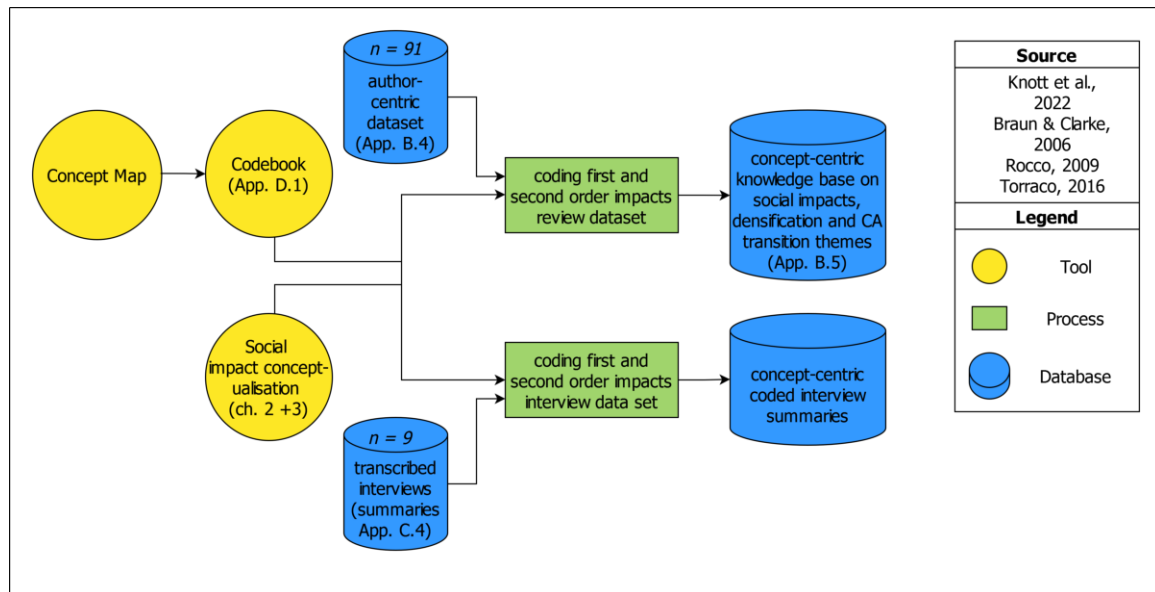 Concept Map
Codebook
(App. D.1)
Social
impact concept-
ualisation
(ch. 2 +3)
n = 91
author-
centric
dataset
(App. B.4)
n = 9
transcribed
interviews
(summaries
App. C.4)
coding first and
second order impacts
review dataset
coding first and
second order impacts
interview data set
concept-centric
knowledge base on
social impacts,
densification and CA
transition themes
(App. B.5)
concept-centric
coded interview
summaries
Source
Knott et al.,
2022
Braun & Clarke,
2006
Rocco, 2009
Torraco, 2016
Legend
Tool
Process
Database